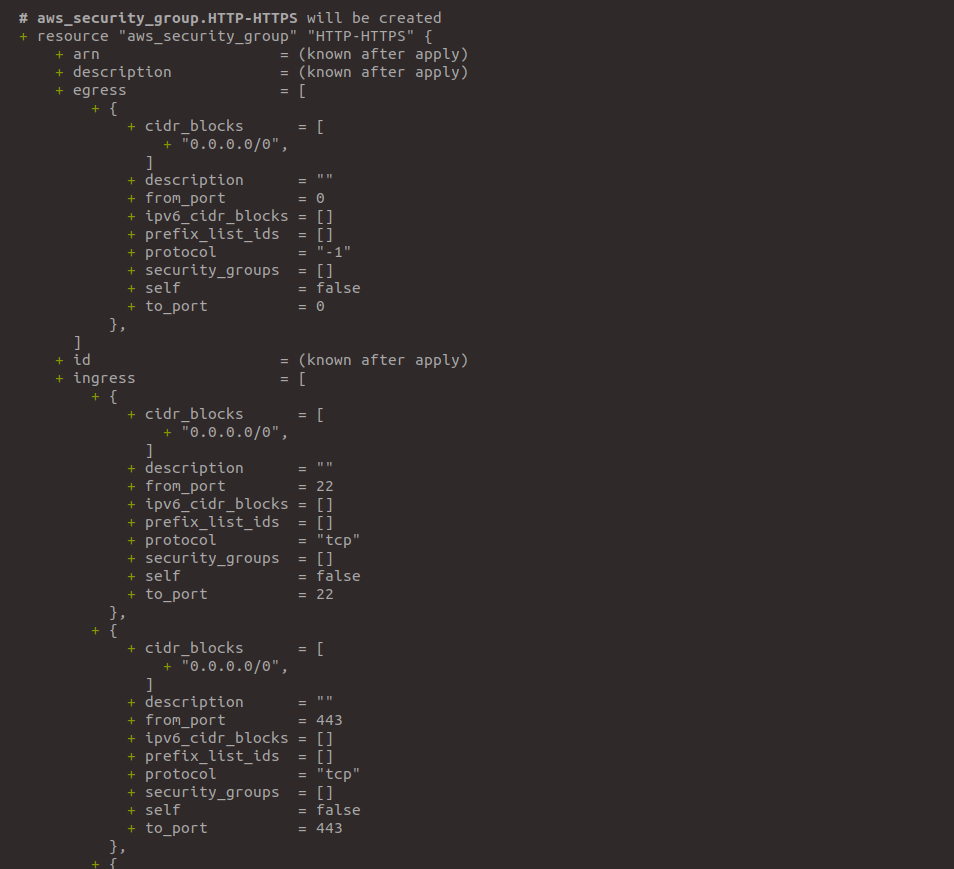 # aws_security_group.HTTP-HTTPS will be created
+ resource "aws_security_group" "HTTP-HTTPS" {
    + arn                    = (known after apply)
    + description            = (known after apply)
    + egress                 = [
        + {
            + cidr_blocks      = [
                + "0.0.0.0/0",
              ]
            + description      = ""
            + from_port        = 0
            + ipv6_cidr_blocks = []
            + prefix_list_ids  = []
            + protocol         = "-1"
            + security_groups  = []
            + self             = false
            + to_port          = 0
          },
      ]
    + id                     = (known after apply)
    + ingress                = [
        + {
            + cidr_blocks      = [
                + "0.0.0.0/0",
              ]
            + description      = ""
            + from_port        = 22
            + ipv6_cidr_blocks = []
            + prefix_list_ids  = []
            + protocol         = "tcp"
            + security_groups  = []
            + self             = false
            + to_port          = 22
          },
        + {
            + cidr_blocks      = [
                + "0.0.0.0/0",
              ]
            + description      = ""
            + from_port        = 443
            + ipv6_cidr_blocks = []
            + prefix_list_ids  = []
            + protocol         = "tcp"
            + security_groups  = []
            + self             = false
            + to_port          = 443
          },
        + {